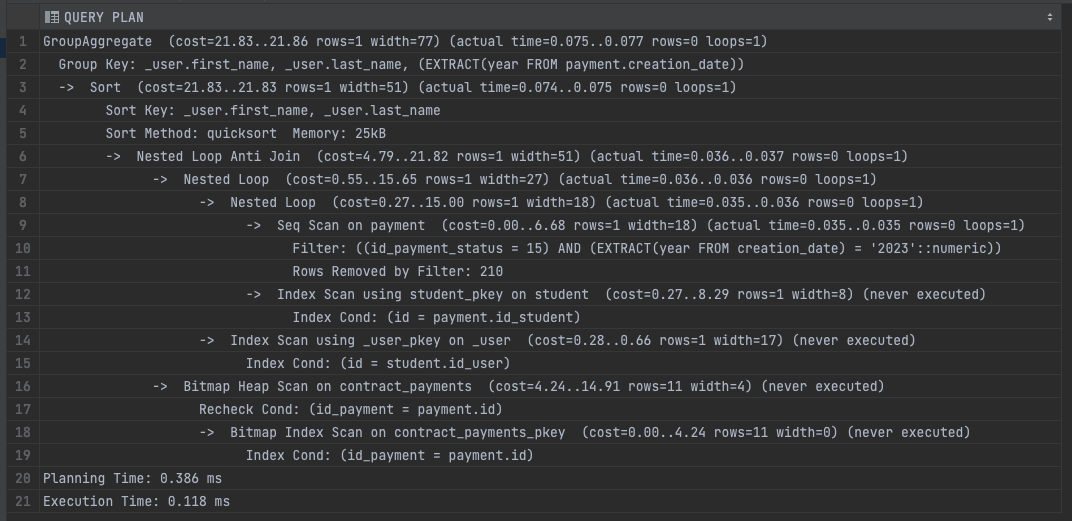 QUERY PLAN
1 GroupAggregate  (cost=21.83..21.86 rows=1 width=77) (actual time=0.075..0.077 rows=0 loops=1)
2   Group Key: _user.first_name, _user.last_name, (EXTRACT(year FROM payment.creation_date))
3   ->  Sort  (cost=21.83..21.83 rows=1 width=51) (actual time=0.074..0.075 rows=0 loops=1)
4         Sort Key: _user.first_name, _user.last_name
5         Sort Method: quicksort  Memory: 25kB
6         ->  Nested Loop Anti Join  (cost=4.79..21.82 rows=1 width=51) (actual time=0.036..0.037 rows=0 loops=1)
7               ->  Nested Loop  (cost=0.55..15.65 rows=1 width=27) (actual time=0.036..0.036 rows=0 loops=1)
8                     ->  Nested Loop  (cost=0.27..15.00 rows=1 width=18) (actual time=0.035..0.036 rows=0 loops=1)
9                           ->  Seq Scan on payment  (cost=0.00..6.68 rows=1 width=18) (actual time=0.035..0.035 rows=0 loops=1)
10                                 Filter: ((id_payment_status = 15) AND (EXTRACT(year FROM creation_date) = '2023'::numeric))
11                                 Rows Removed by Filter: 210
12                           ->  Index Scan using student_pkey on student  (cost=0.27..8.29 rows=1 width=8) (never executed)
13                                 Index Cond: (id = payment.id_student)
14                     ->  Index Scan using _user_pkey on _user  (cost=0.28..0.66 rows=1 width=17) (never executed)
15                           Index Cond: (id = student.id_user)
16               ->  Bitmap Heap Scan on contract_payments  (cost=4.24..14.91 rows=11 width=4) (never executed)
17                     Recheck Cond: (id_payment = payment.id)
18                     ->  Bitmap Index Scan on contract_payments_pkey  (cost=0.00..4.24 rows=11 width=0) (never executed)
19                           Index Cond: (id_payment = payment.id)
20 Planning Time: 0.386 ms
21 Execution Time: 0.118 ms